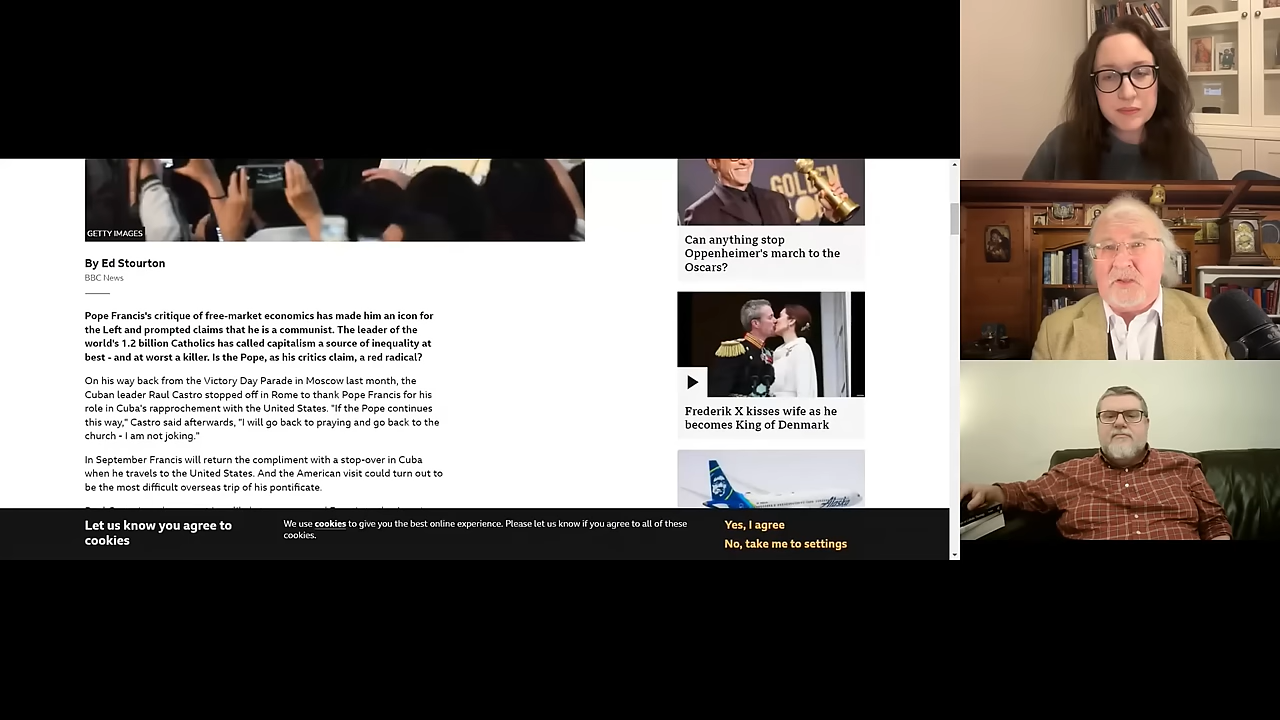 GETTY IMAGES
By Ed Stourton
BBC News
Pope Francis's critique of free-market economics has made him an icon for
the Left and prompted claims that he is a communist. The leader of the
world's 1.2 billion Catholics has called capitalism a source of inequality at
best - and at worst a killer. Is the Pope, as his critics claim, a red radical?
On his way back from the Victory Day Parade in Moscow last month, the
Cuban leader Raul Castro stopped off in Rome to thank Pope Francis for his
role in Cuba's rapprochement with the United States. "If the Pope continues
this way," Castro said afterwards, "I will go back to praying and go back to the
church - I am not joking."
In September Francis will return the compliment with a stop-over in Cuba
when he travels to the United States. And the American visit could turn out to
be the most difficult overseas trip of his pontificate.
GOLDEN
Can anything stop
Oppenheimer's march to the
Oscars?
Frederik X kisses wife as he
becomes King of Denmark
Alaska
Let us know you agree to
cookies
We use cookies to give you the best online experience. Please let us know if you agree to all of these
cookies.
Yes, I agree
No, take me to settings